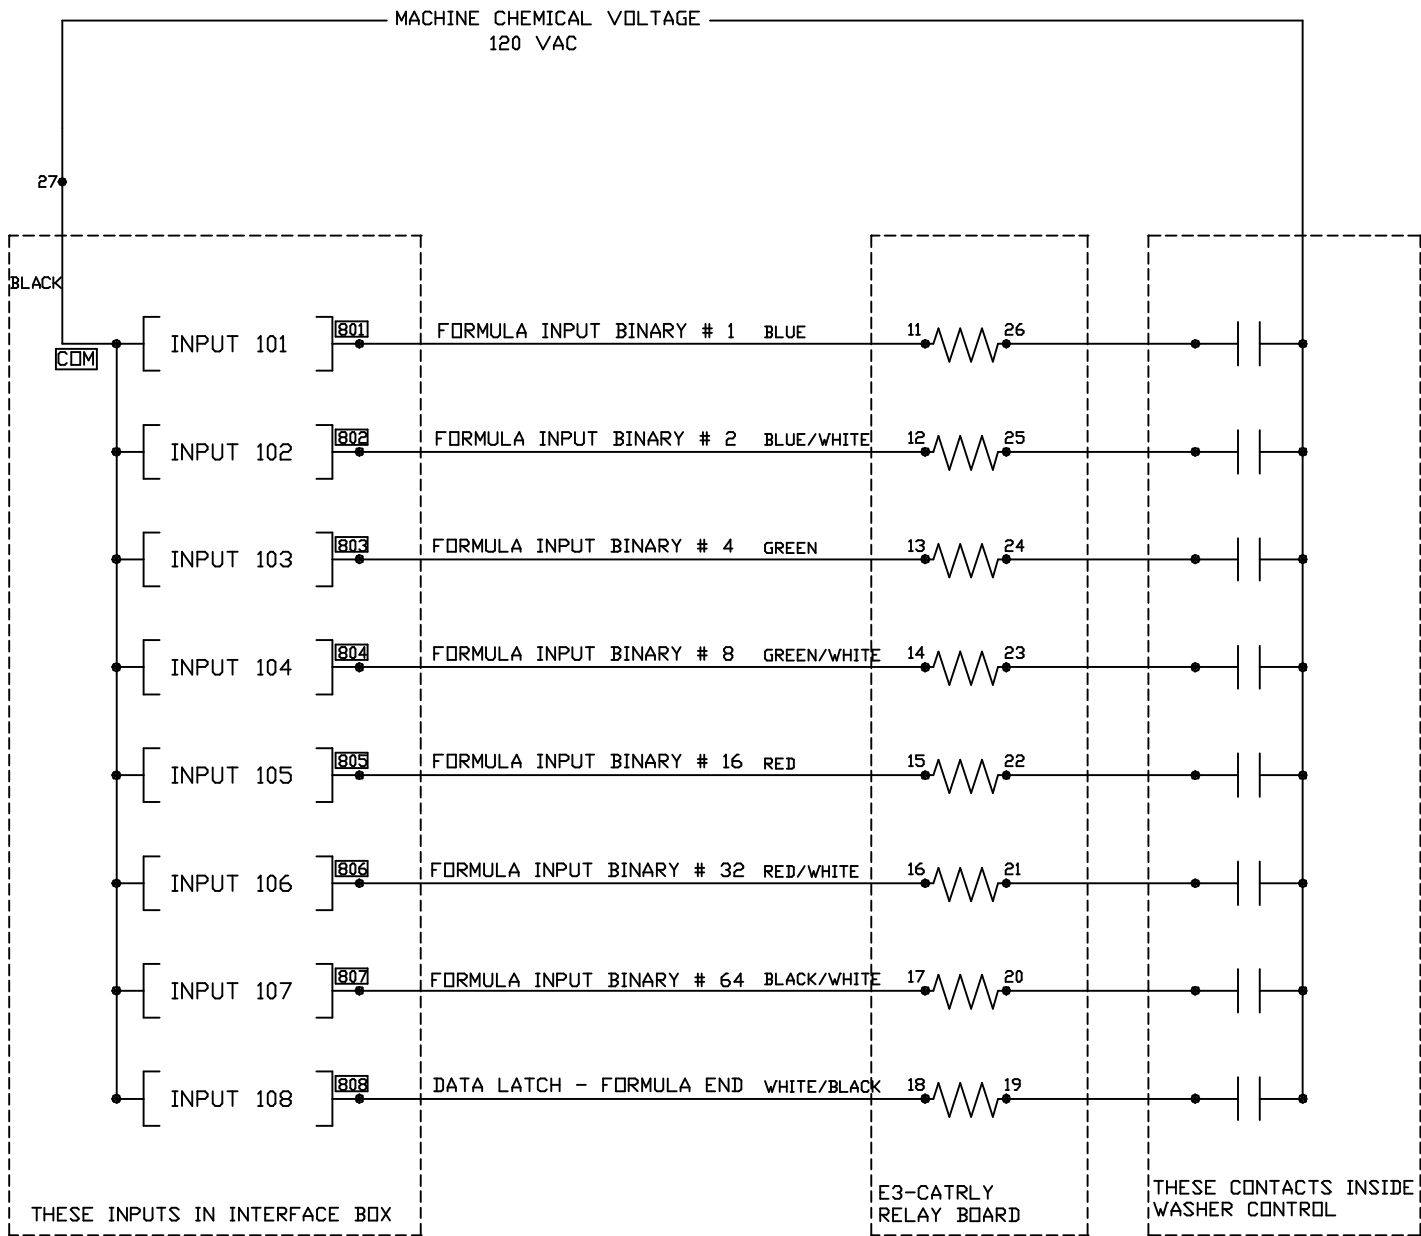 MACHINE CHEMICAL VOLTAGE
120 VAC
27
BLACK
COM
INPUT 101
801
FORMULA INPUT BINARY # 1 BLUE
11
26
INPUT 102
802
FORMULA INPUT BINARY # 2 BLUE/WHITE
12
25
INPUT 103
803
FORMULA INPUT BINARY # 4 GREEN
13
24
INPUT 104
804
FORMULA INPUT BINARY # 8 GREEN/WHITE
14
23
INPUT 105
805
FORMULA INPUT BINARY # 16 RED
15
22
INPUT 106
806
FORMULA INPUT BINARY # 32 RED/WHITE
16
21
INPUT 107
807
FORMULA INPUT BINARY # 64 BLACK/WHITE
17
20
INPUT 108
808
DATA LATCH - FORMULA END WHITE/BLACK
18
19
THESE INPUTS IN INTERFACE BOX
E3-CATRLY
RELAY BOARD
THESE CONTACTS INSIDE
WASHER CONTROL